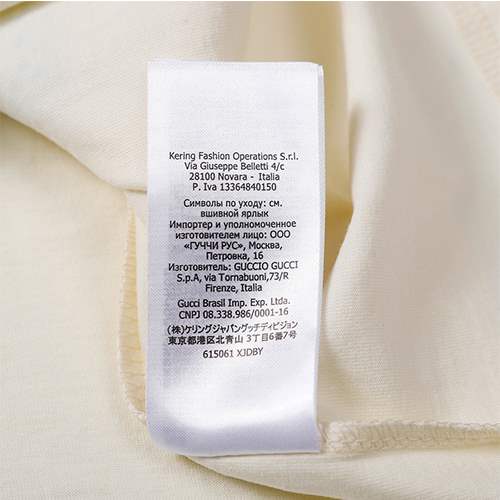 Kering Fashion Operations S.r.l.
Via Giuseppe Belletti 4/c
28100 Novara - Italia
P. Iva 13364840150
Символы по уходу: см.
вшивной ярлык
Импортер и уполномоченное
изготовителем лицо: ООО
«ГУЧЧИ РУС», Москва,
Петровка, 16
Изготовитель: GUCCIO GUCCI
S.p.A, via Tornabuoni,73/R
Firenze, Italia
Gucci Brasil Imp. Exp. Ltda.
CNPJ 08.338.986/0001-16
(株)ケリングジャパングッチディビジョン
東京都港区北青山 3丁目6番7号
615061 XJDBY